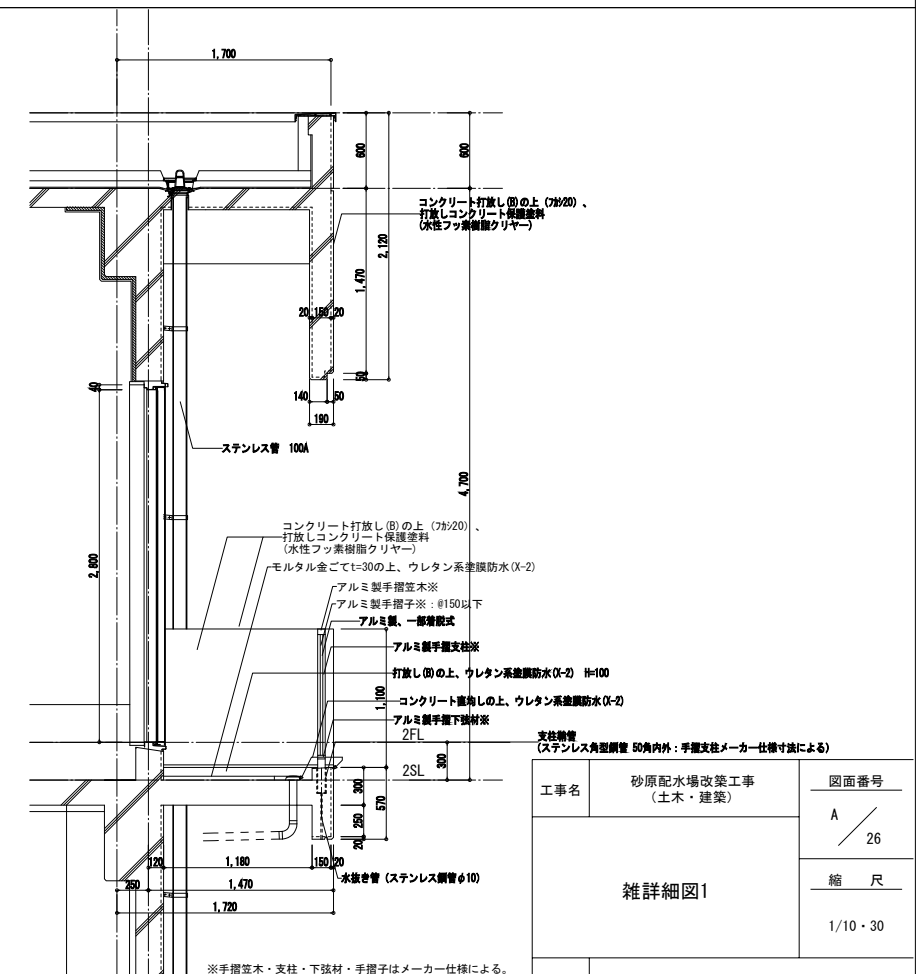 1,700
600
600
コンクリート打放し(B)の上（ﾌｶｼ20）、
打放しコンクリート保護塗料
(水性フッ素樹脂クリヤー)
2,120
1,470
20 150 20
50
40
140 50
190
ステンレス管 100A
4,700
2,800
コンクリート打放し(B)の上（ﾌｶｼ20）、
打放しコンクリート保護塗料
(水性フッ素樹脂クリヤー)
モルタル金ごてt=30の上、ウレタン系塗膜防水(X-2)
アルミ製手摺笠木※
アルミ製手摺子※：@150以下
アルミ製、一部着脱式
アルミ製手摺支柱※
打放し(B)の上、ウレタン系塗膜防水(X-2) H=100
1,100
コンクリート直均しの上、ウレタン系塗膜防水(X-2)
アルミ製手摺下弦材※
2FL
支柱鞘管
(ステンレス角型鋼管 50角内外：手摺支柱メーカー仕様寸法による)
300
2SL
300
570
250
20
120 1,180 150 20
水抜き管（ステンレス鋼管φ10）
250 1,470
1,720
※手摺笠木・支柱・下弦材・手摺子はメーカー仕様による。
工事名
砂原配水場改築工事
（土木・建築）
図面番号
A
26
雑詳細図1
縮 尺
1/10・30